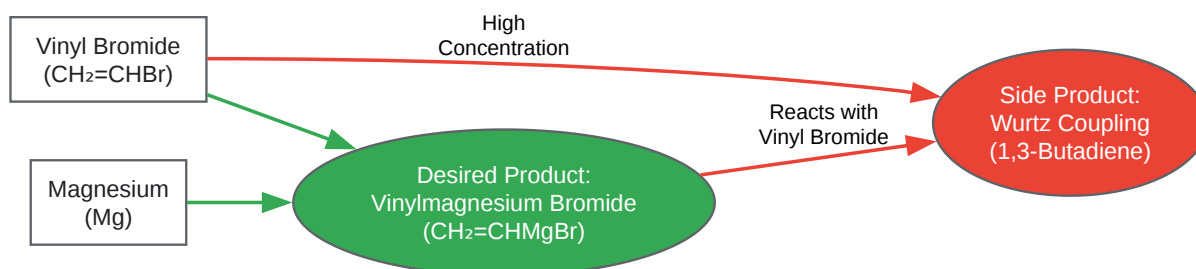 Vinyl Bromide
(CH₂=CHBr)
High
Concentration
Side Product:
Wurtz Coupling
(1,3-Butadiene)
Reacts with
Vinyl Bromide
Magnesium
(Mg)
Desired Product:
Vinylmagnesium Bromide
(CH₂=CHMgBr)